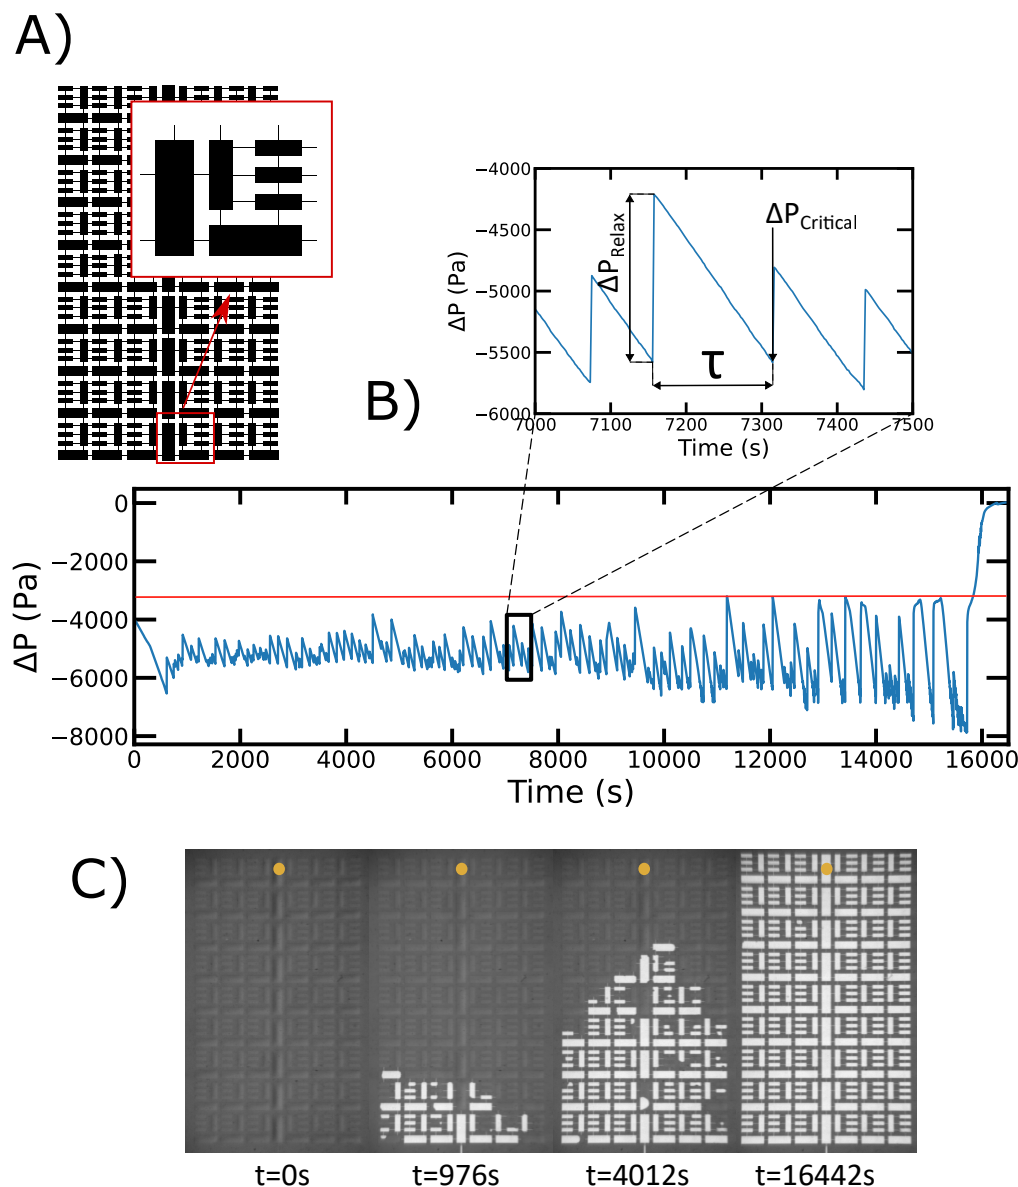 A)
B)
−4000
−4500
−5000
−5500
−6000
ΔP (Pa)
ΔP_Relax
ΔP_Critical
τ
7000 7100 7200 7300 7400 7500
Time (s)
0
−2000
−4000
−6000
−8000
ΔP (Pa)
0 2000 4000 6000 8000 10000 12000 14000 16000
Time (s)
C)
t=0s t=976s t=4012s t=16442s